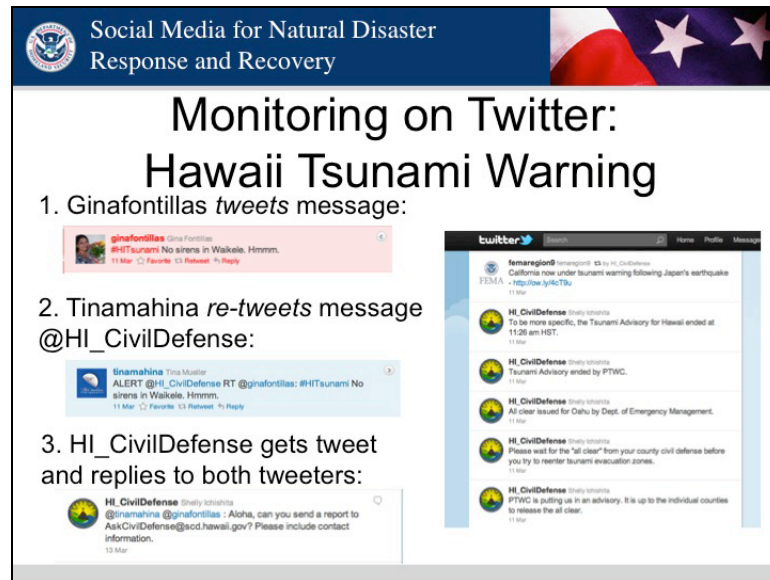 Social Media for Natural Disaster
Response and Recovery
Monitoring on Twitter:
Hawaii Tsunami Warning
1. Ginafontillas tweets message:
ginafontillas Gina Fontillas
#HITsunami No sirens in Waikele. Hmmm.
11 Mar Favorite Retweet Reply
2. Tinamahina re-tweets message
@HI_CivilDefense:
tinamahina Tina Mueller
ALERT @HI_CivilDefense RT @ginafontillas: #HITsunami No
sirens in Waikele. Hmmm.
11 Mar Favorite Retweet Reply
3. HI_CivilDefense gets tweet
and replies to both tweeters:
HI_CivilDefense Shelly Ichishita
@tinamahina @ginafontillas : Aloha, can you send a report to
AskCivilDefense@scd.hawaii.gov? Please include contact
information.
13 Mar
twitter Search Home Profile Message
femaregion9 femaregion9 by HI_CivilDefense
California now under tsunami warning following Japan's earthquake
- http://ow.ly/4cT9u
11 Mar
FEMA
HI_CivilDefense Shelly Ichishita
To be more specific, the Tsunami Advisory for Hawaii ended at
11:26 am HST.
11 Mar
HI_CivilDefense Shelly Ichishita
Tsunami Advisory ended by PTWC.
11 Mar
HI_CivilDefense Shelly Ichishita
All clear issued for Oahu by Dept. of Emergency Management.
11 Mar
HI_CivilDefense Shelly Ichishita
Please wait for the "all clear" from your county civil defense before
you try to reenter tsunami evacuation zones.
11 Mar
HI_CivilDefense Shelly Ichishita
PTWC is putting us in an advisory. It is up to the individual counties
to release the all clear.
11 Mar